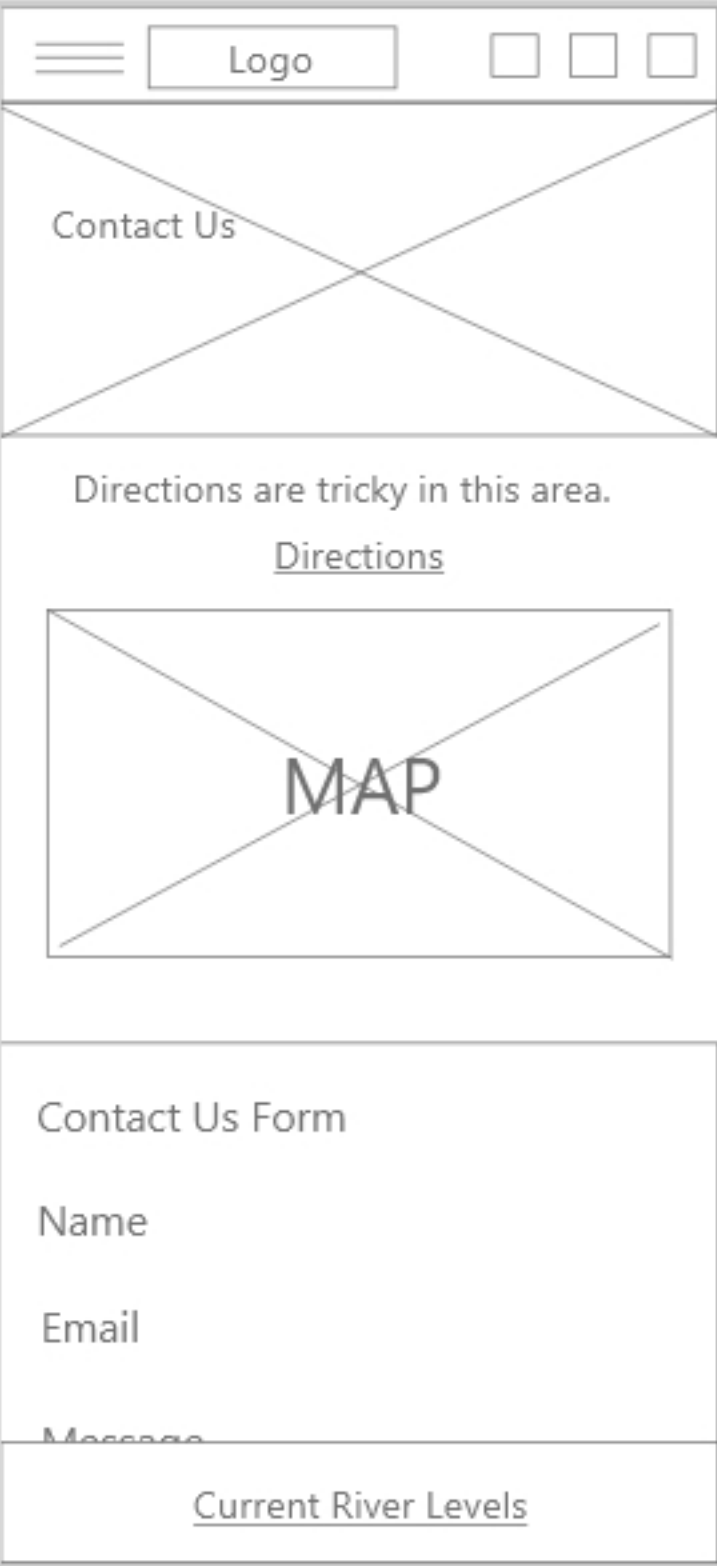 Logo
Contact Us
Directions are tricky in this area.
Directions
MAP
Contact Us Form
Name
Email
Message
Current River Levels